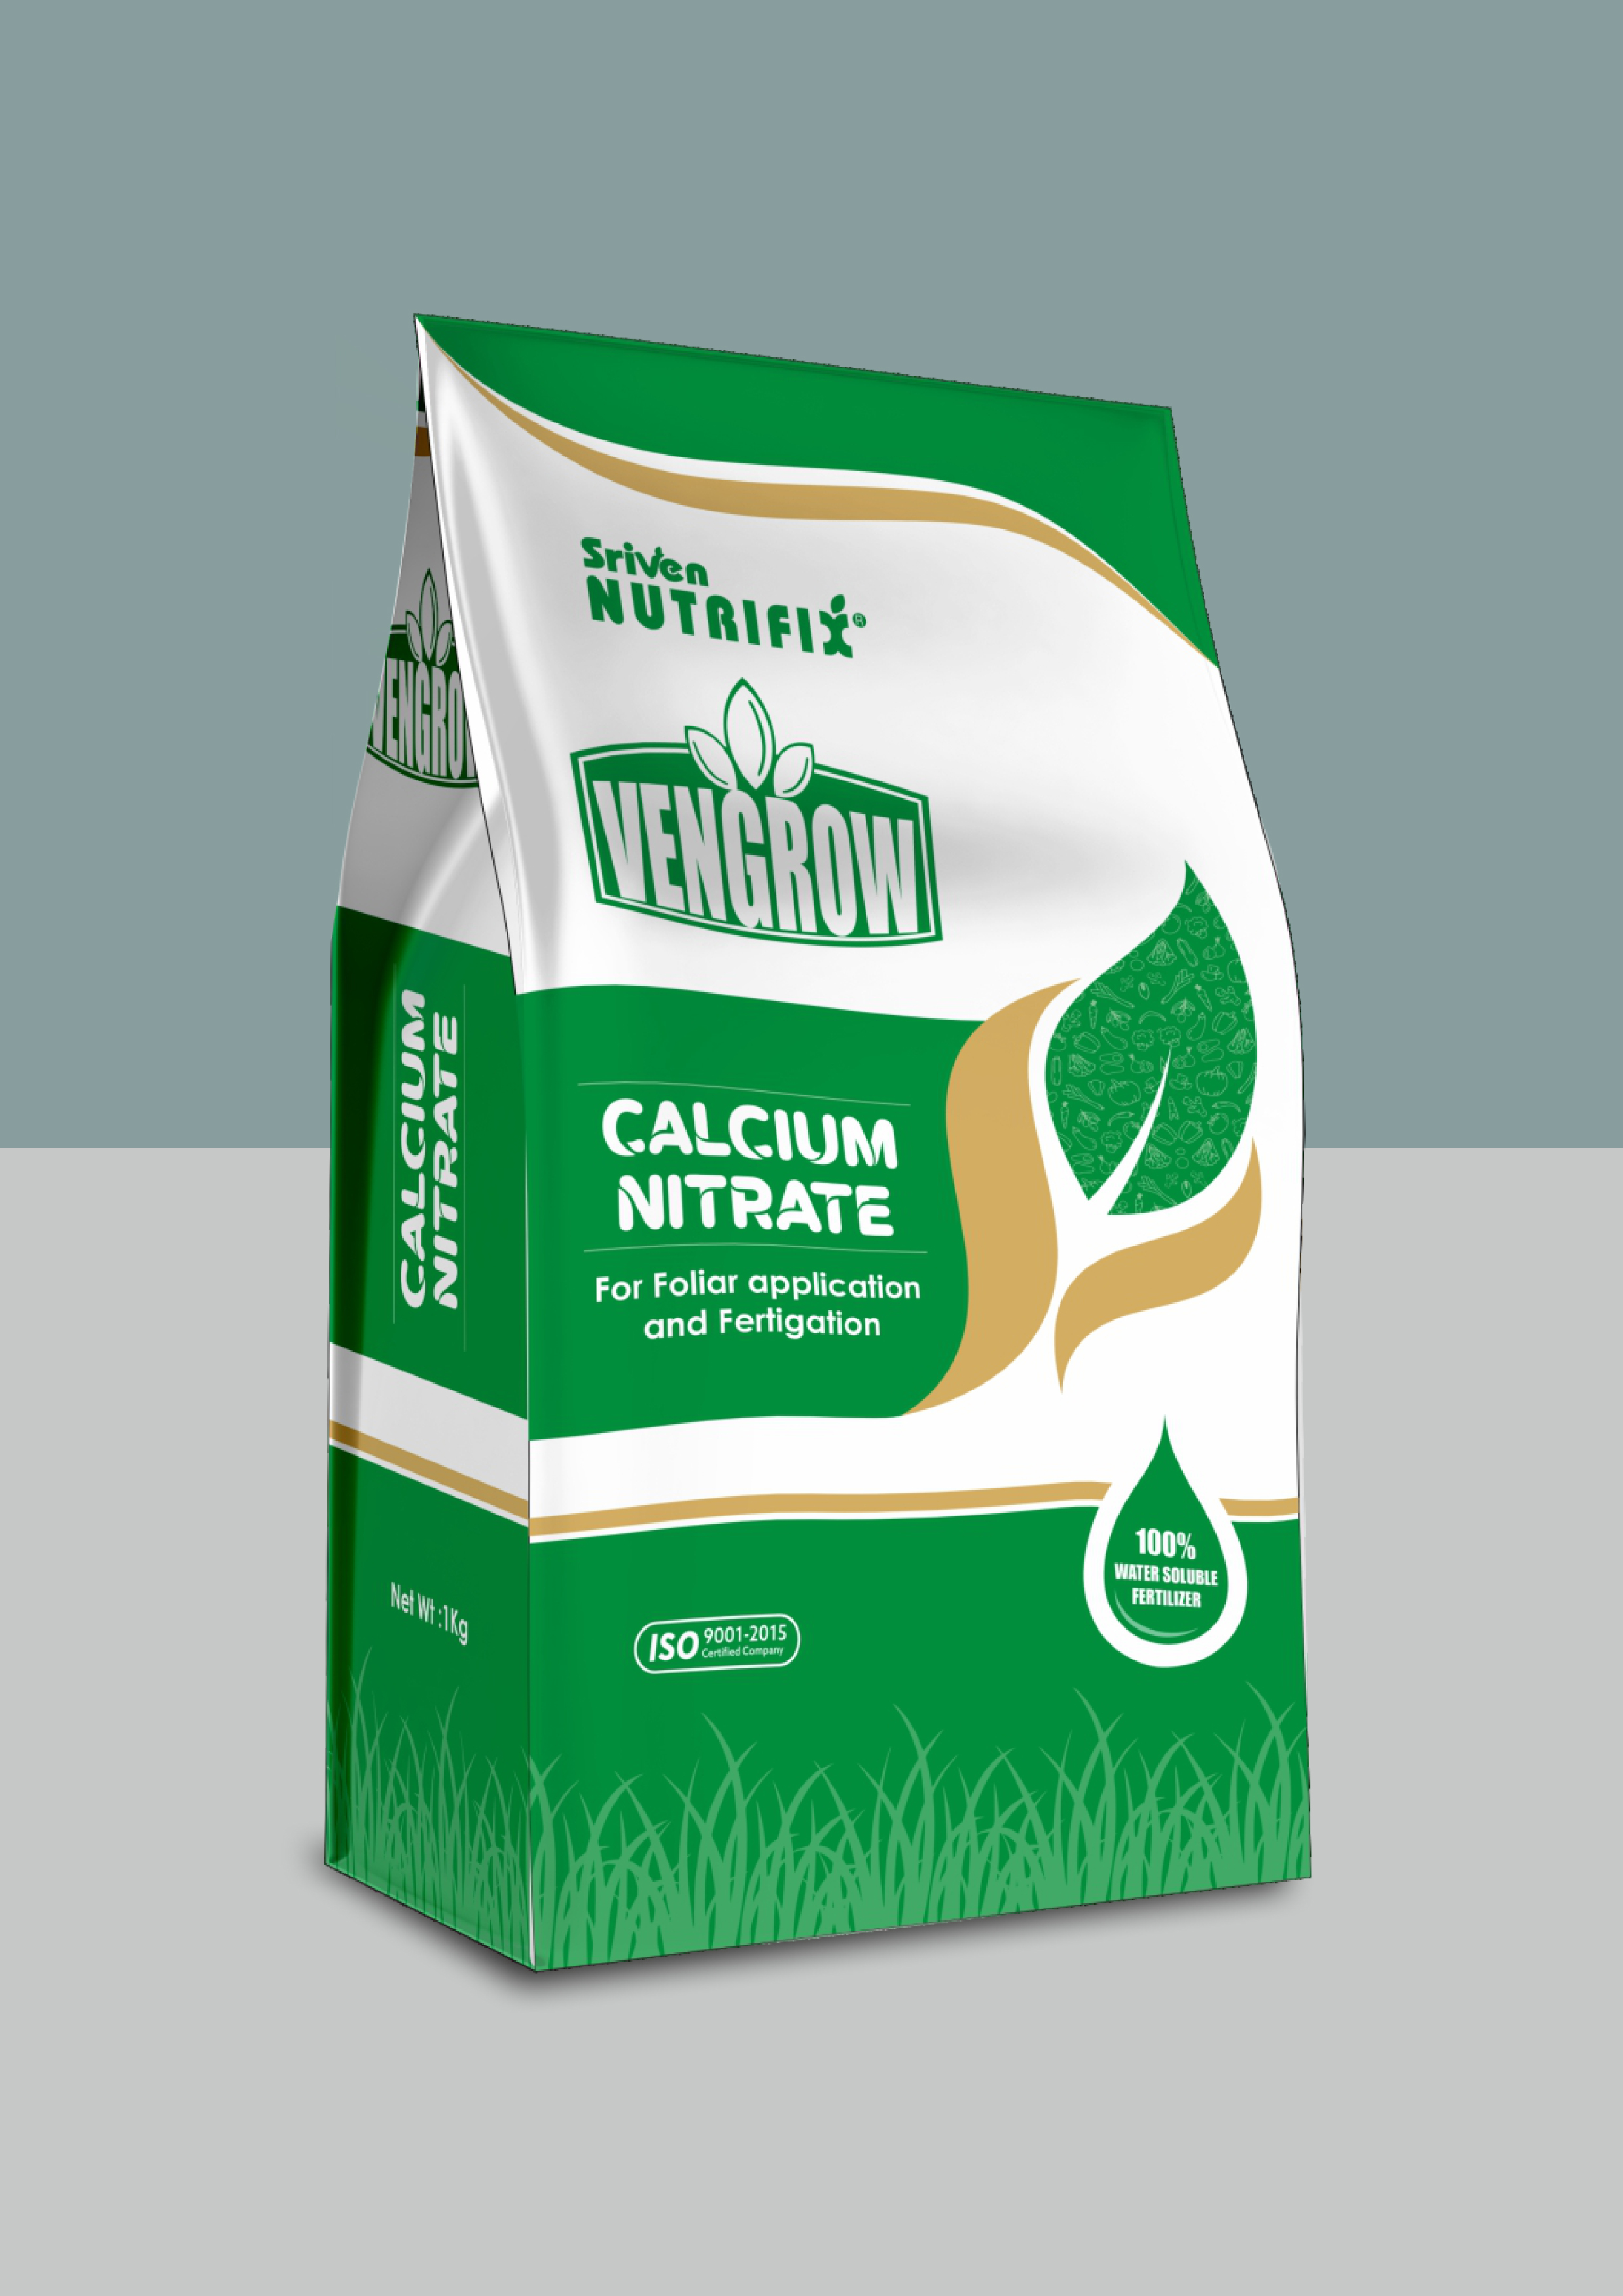 Sriven
NUTRIFIX®
VENGROW
CALCIUM
NITRATE
For Foliar application
and Fertigation
100%
WATER SOLUBLE
FERTILIZER
ISO 9001-2015
Certified Company
VENGROW
CALCIUM
NITRATE
Net Wt :1Kg